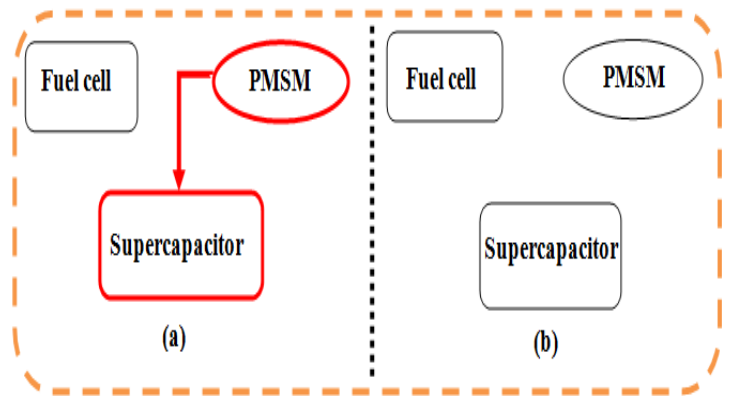 Fuel cell
PMSM
Supercapacitor
(a)
Fuel cell
PMSM
Supercapacitor
(b)